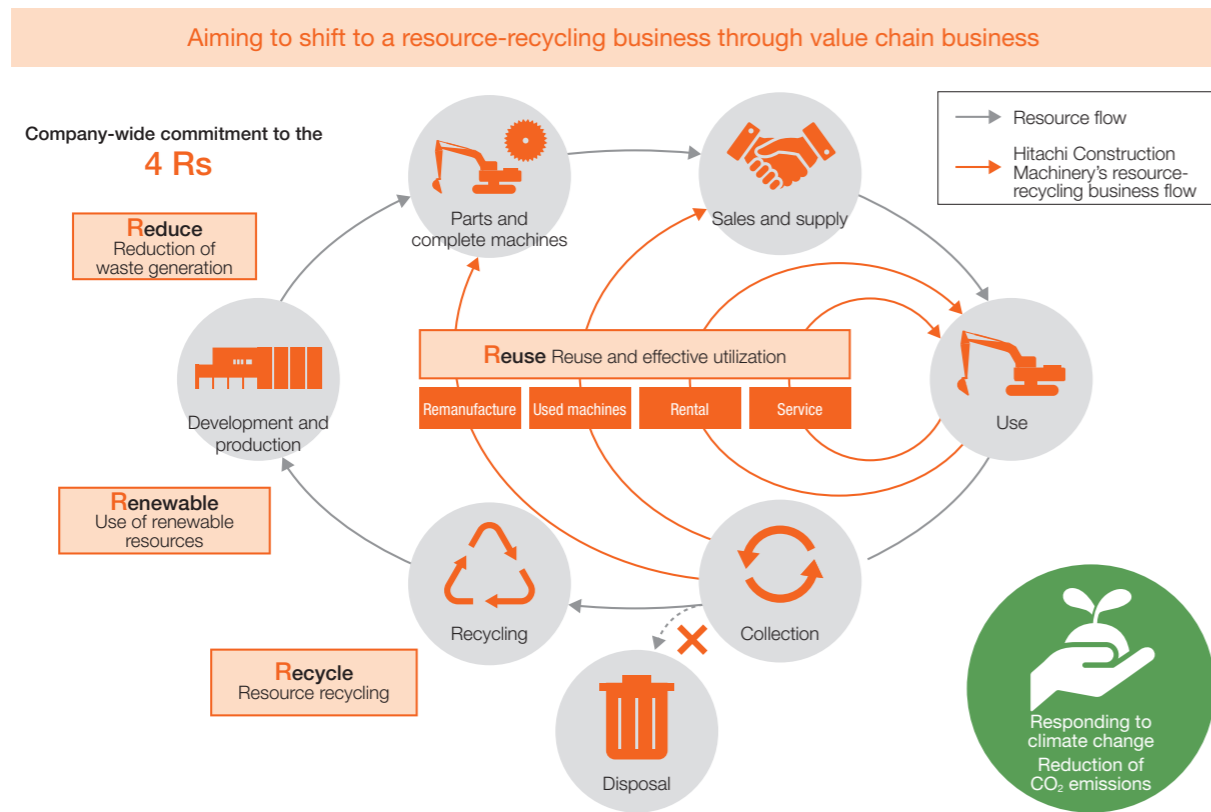 Aiming to shift to a resource-recycling business through value chain business
Company-wide commitment to the
4 Rs
Resource flow
Hitachi Construction
Machinery's resource-
recycling business flow
Parts and
complete machines
Sales and supply
Reduce
Reduction of
waste generation
Reuse Reuse and effective utilization
Remanufacture
Used machines
Rental
Service
Development and
production
Use
Renewable
Use of renewable
resources
Recycling
Collection
Recycle
Resource recycling
Disposal
Responding to
climate change
Reduction of
CO₂ emissions